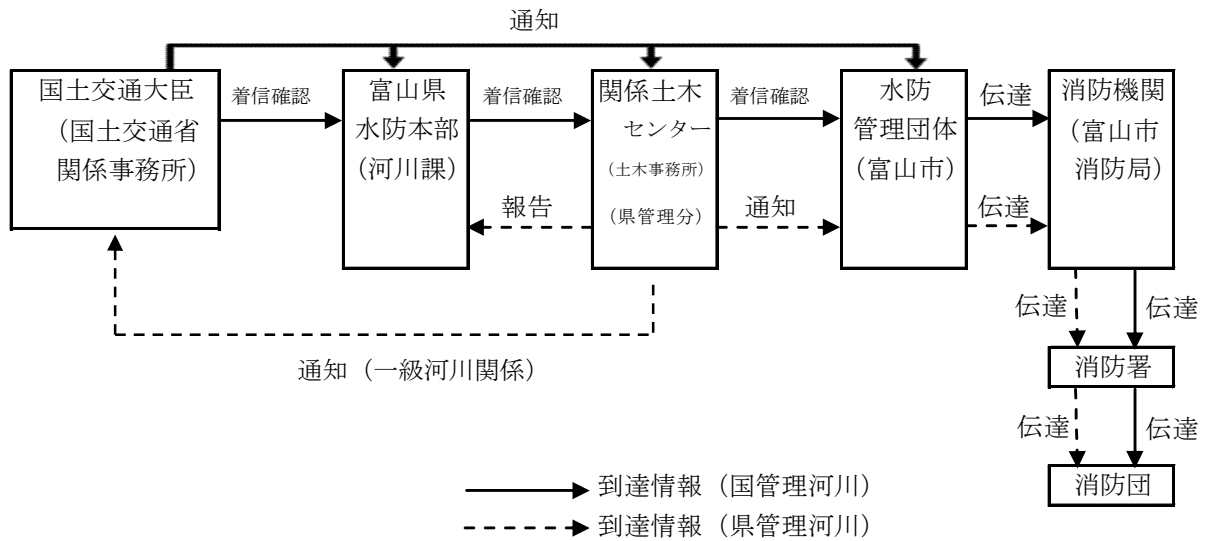 通知
国土交通大臣
（国土交通省
関係事務所）
着信確認
富山県
水防本部
（河川課）
着信確認
関係土木
センター
（土木事務所）
（県管理分）
着信確認
水防
管理団体
（富山市）
伝達
消防機関
（富山市
消防局）
報告
通知
伝達
伝達
伝達
通知（一級河川関係）
消防署
伝達
伝達
消防団
到達情報（国管理河川）
到達情報（県管理河川）